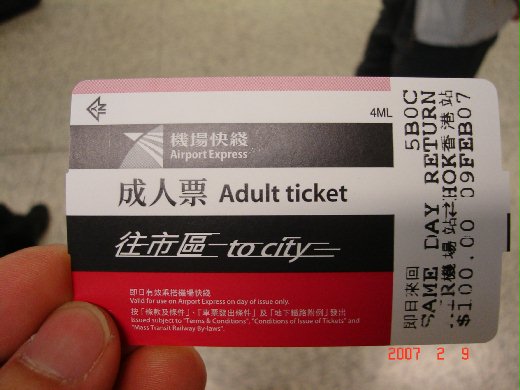 4ML
機場快綫
Airport Express
成人票 Adult ticket
往市區 to city
即日有效乘搭機場快綫
Valid for use on Airport Express on day of issue only.
按「條款及條件」、「車票發出條件」及「地下鐵路附例」發出
Issued subject to "Terms & Conditions", "Conditions of Issue of Tickets" and
"Mass Transit Railway By-laws".
5B0C
即日來回 SAME DAY RETURN
機場站⇄HOK香港站
$100.00 09FEB07
2007 2 9